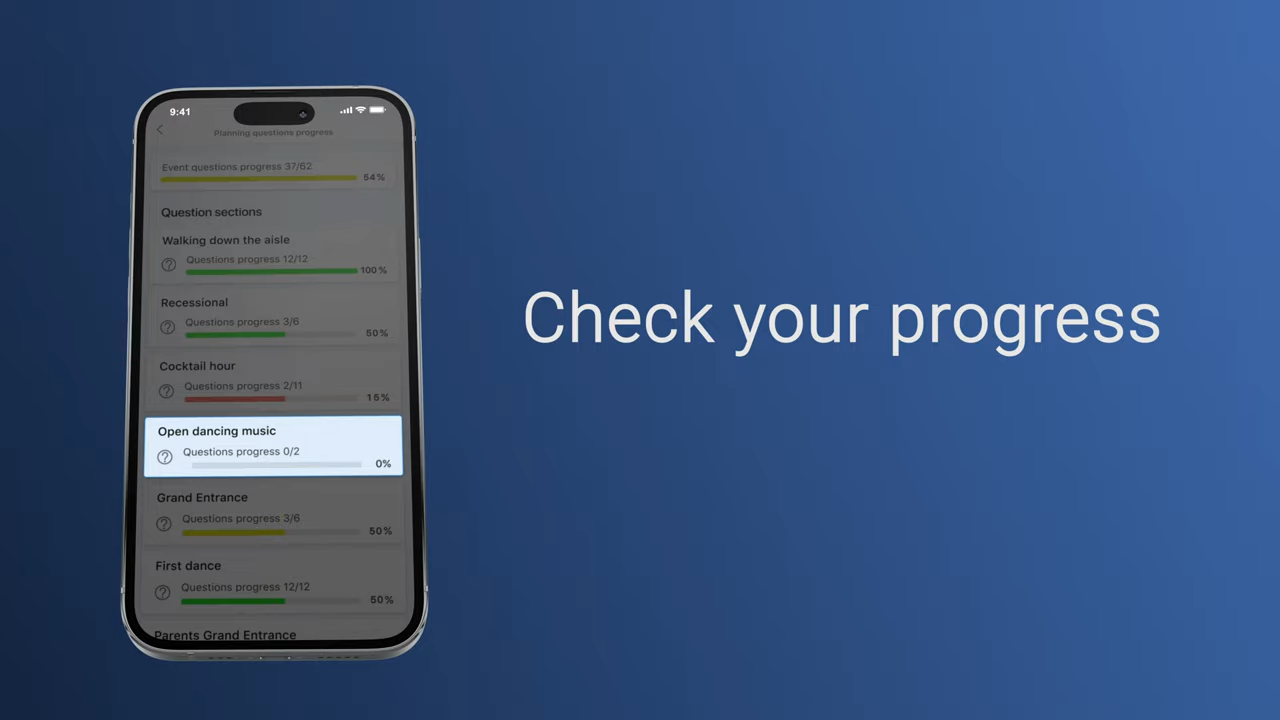 9:41
Planning questions progress
Event questions progress 37/62
54%
Question sections
Walking down the aisle
Questions progress 12/12
100%
Recessional
Questions progress 3/6
50%
Cocktail hour
Questions progress 2/11
15%
Open dancing music
Questions progress 0/2
0%
Grand Entrance
Questions progress 3/6
50%
First dance
Questions progress 12/12
50%
Parents Grand Entrance
Check your progress